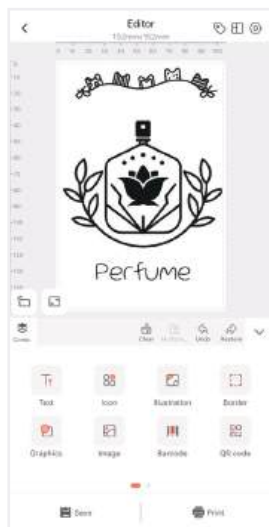 Editor
Perfume
Clear
Undo
Restore
Text
Icon
Illustration
Border
Graphics
Image
Barcode
QR code
Save
Print